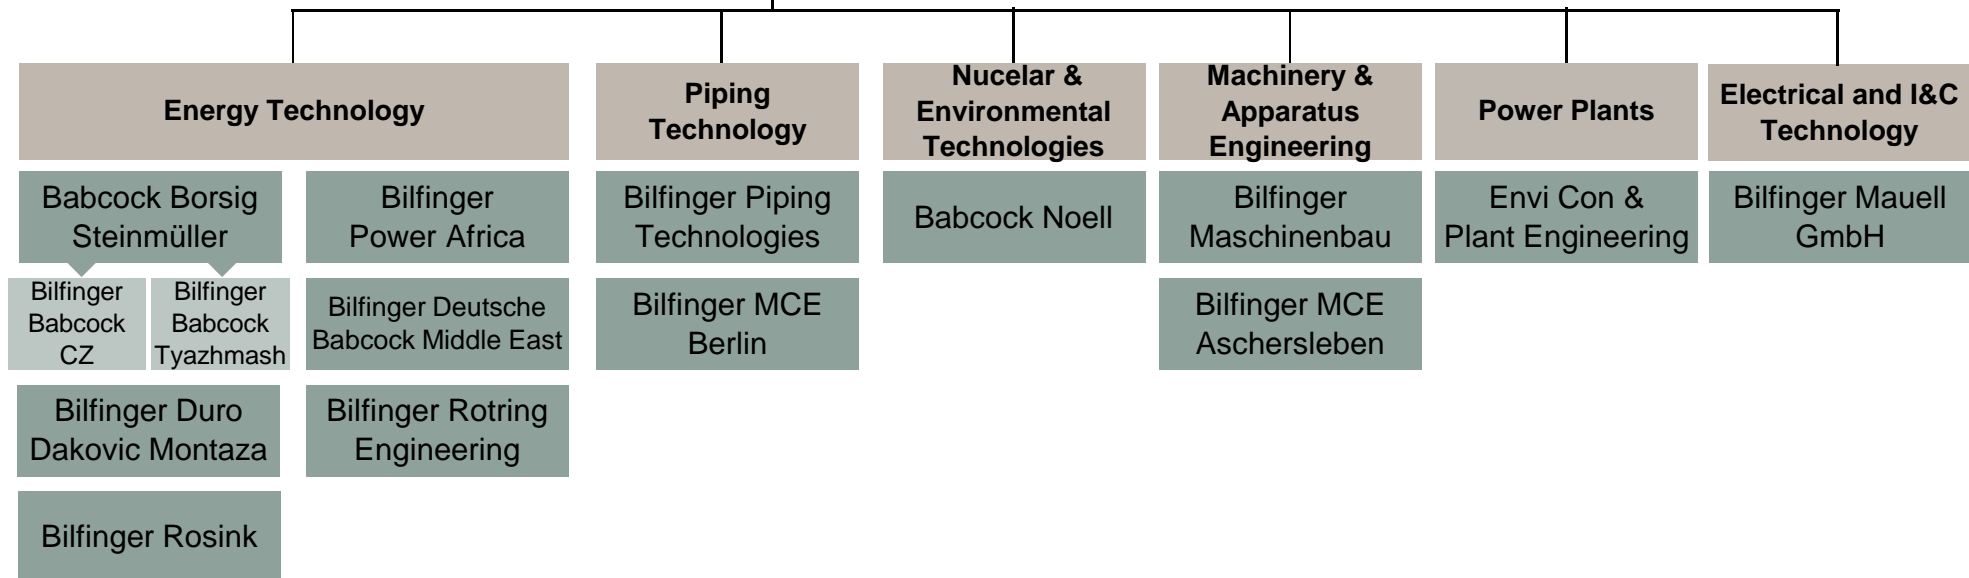 Energy Technology
Piping
Technology
Nucelar &
Environmental
Technologies
Machinery &
Apparatus
Engineering
Power Plants
Electrical and I&C
Technology
Babcock Borsig
Steinmüller
Bilfinger
Babcock
CZ
Bilfinger
Babcock
Tyazhmash
Bilfinger Duro
Dakovic Montaza
Bilfinger Rosink
Bilfinger
Power Africa
Bilfinger Deutsche
Babcock Middle East
Bilfinger Rotring
Engineering
Bilfinger Piping
Technologies
Bilfinger MCE
Berlin
Babcock Noell
Bilfinger
Maschinenbau
Bilfinger MCE
Aschersleben
Envi Con &
Plant Engineering
Bilfinger Mauell
GmbH